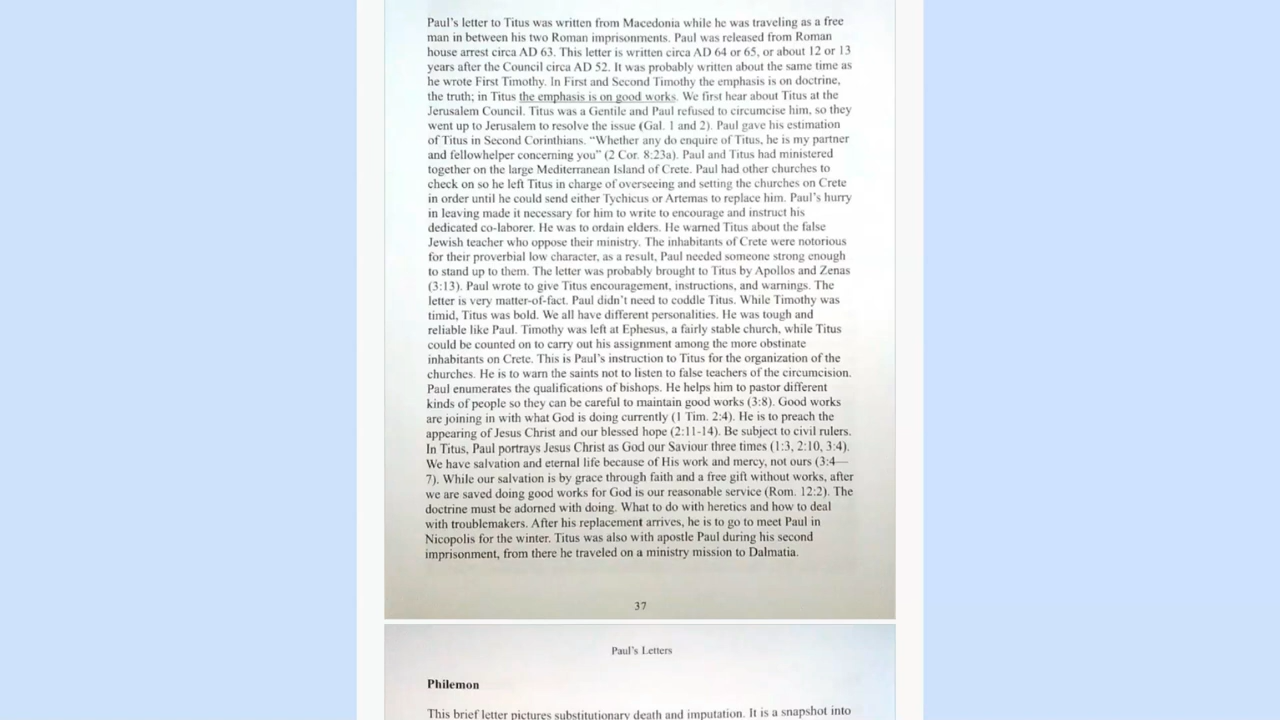 Paul's letter to Titus was written from Macedonia while he was traveling as a free
man in between his two Roman imprisonments. Paul was released from Roman
house arrest circa AD 63. This letter is written circa AD 64 or 65, or about 12 or 13
years after the Council circa AD 52. It was probably written about the same time as
he wrote First Timothy. In First and Second Timothy the emphasis is on doctrine,
the truth; in Titus the emphasis is on good works. We first hear about Titus at the
Jerusalem Council. Titus was a Gentile and Paul refused to circumcise him, so they
went up to Jerusalem to resolve the issue (Gal. 1 and 2). Paul gave his estimation
of Titus in Second Corinthians. "Whether any do enquire of Titus, he is my partner
and fellowhelper concerning you" (2 Cor. 8:23a). Paul and Titus had ministered
together on the large Mediterranean Island of Crete. Paul had other churches to
check on so he left Titus in charge of overseeing and setting the churches on Crete
in order until he could send either Tychicus or Artemas to replace him. Paul's hurry
in leaving made it necessary for him to write to encourage and instruct his
dedicated co-laborer. He was to ordain elders. He warned Titus about the false
Jewish teacher who oppose their ministry. The inhabitants of Crete were notorious
for their proverbial low character, as a result, Paul needed someone strong enough
to stand up to them. The letter was probably brought to Titus by Apollos and Zenas
(3:13). Paul wrote to give Titus encouragement, instructions, and warnings. The
letter is very matter-of-fact. Paul didn't need to coddle Titus. While Timothy was
timid, Titus was bold. We all have different personalities. He was tough and
reliable like Paul. Timothy was left at Ephesus, a fairly stable church, while Titus
could be counted on to carry out his assignment among the more obstinate
inhabitants on Crete. This is Paul's instruction to Titus for the organization of the
churches. He is to warn the saints not to listen to false teachers of the circumcision.
Paul enumerates the qualifications of bishops. He helps him to pastor different
kinds of people so they can be careful to maintain good works (3:8). Good works
are joining in with what God is doing currently (1 Tim. 2:4). He is to preach the
appearing of Jesus Christ and our blessed hope (2:11-14). Be subject to civil rulers.
In Titus, Paul portrays Jesus Christ as God our Saviour three times (1:3, 2:10, 3:4).
We have salvation and eternal life because of His work and mercy, not ours (3:4—
7). While our salvation is by grace through faith and a free gift without works, after
we are saved doing good works for God is our reasonable service (Rom. 12:2). The
doctrine must be adorned with doing. What to do with heretics and how to deal
with troublemakers. After his replacement arrives, he is to go to meet Paul in
Nicopolis for the winter. Titus was also with apostle Paul during his second
imprisonment, from there he traveled on a ministry mission to Dalmatia.
37
Paul's Letters
Philemon
This brief letter pictures substitutionary death and imputation. It is a snapshot into